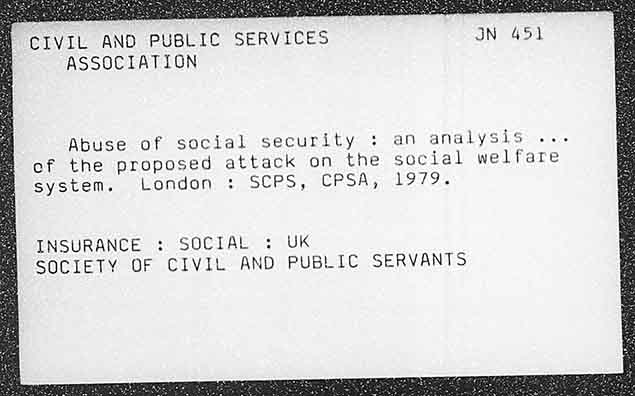 CIVIL AND PUBLIC SERVICES JN 451
ASSOCIATION
Abuse of social security : an analysis ...
of the proposed attack on the social welfare
system. London : SCPS, CPSA, 1979.
INSURANCE : SOCIAL : UK
SOCIETY OF CIVIL AND PUBLIC SERVANTS